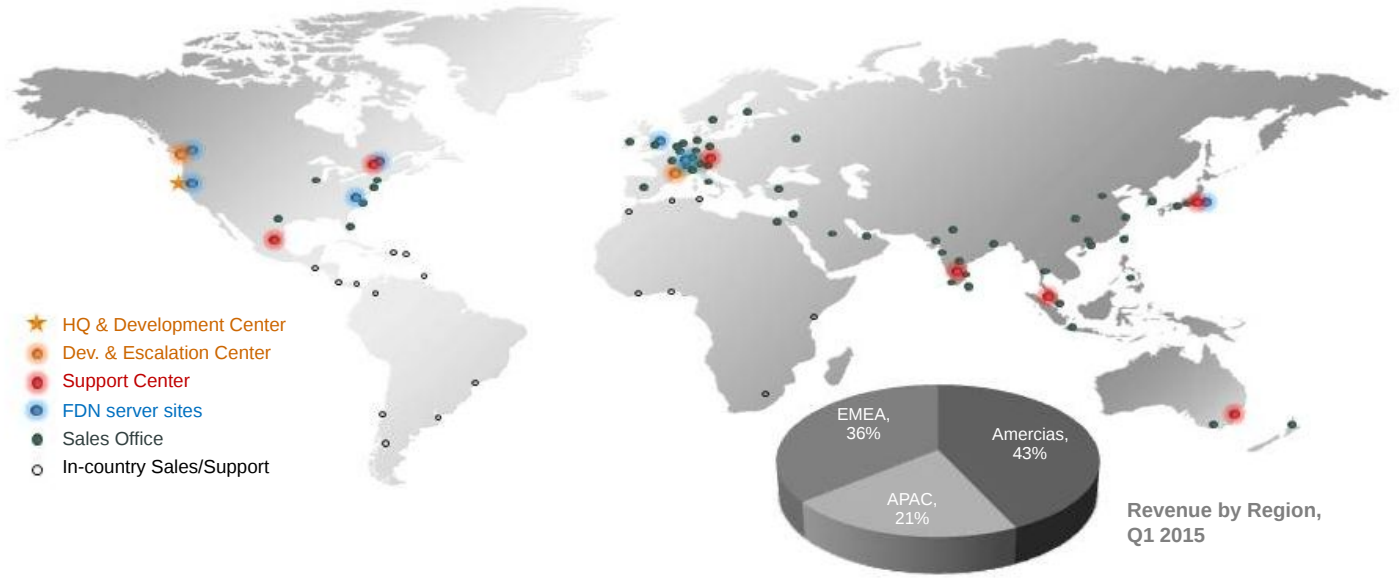 HQ & Development Center
Dev. & Escalation Center
Support Center
FDN server sites
Sales Office
In-country Sales/Support
EMEA,
36%
Amercias,
43%
APAC,
21%
Revenue by Region,
Q1 2015